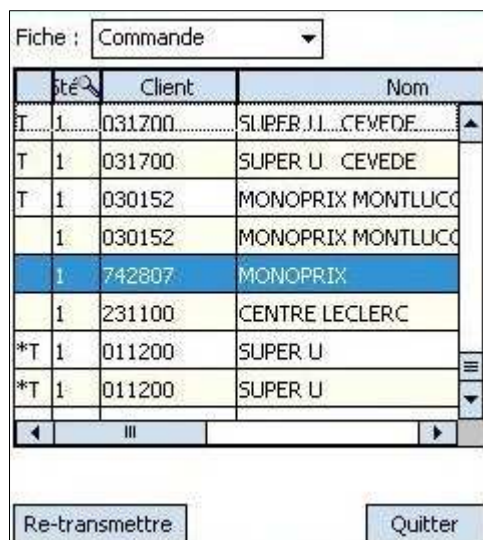 Fiche : Commande
Sté Client Nom
T 1 031700 SUPER U CEVEDE
T 1 031700 SUPER U CEVEDE
T 1 030152 MONOPRIX MONTLUCO
1 030152 MONOPRIX MONTLUCO
1 742807 MONOPRIX
1 231100 CENTRE LECLERC
*T 1 011200 SUPER U
*T 1 011200 SUPER U
Re-transmettre Quitter